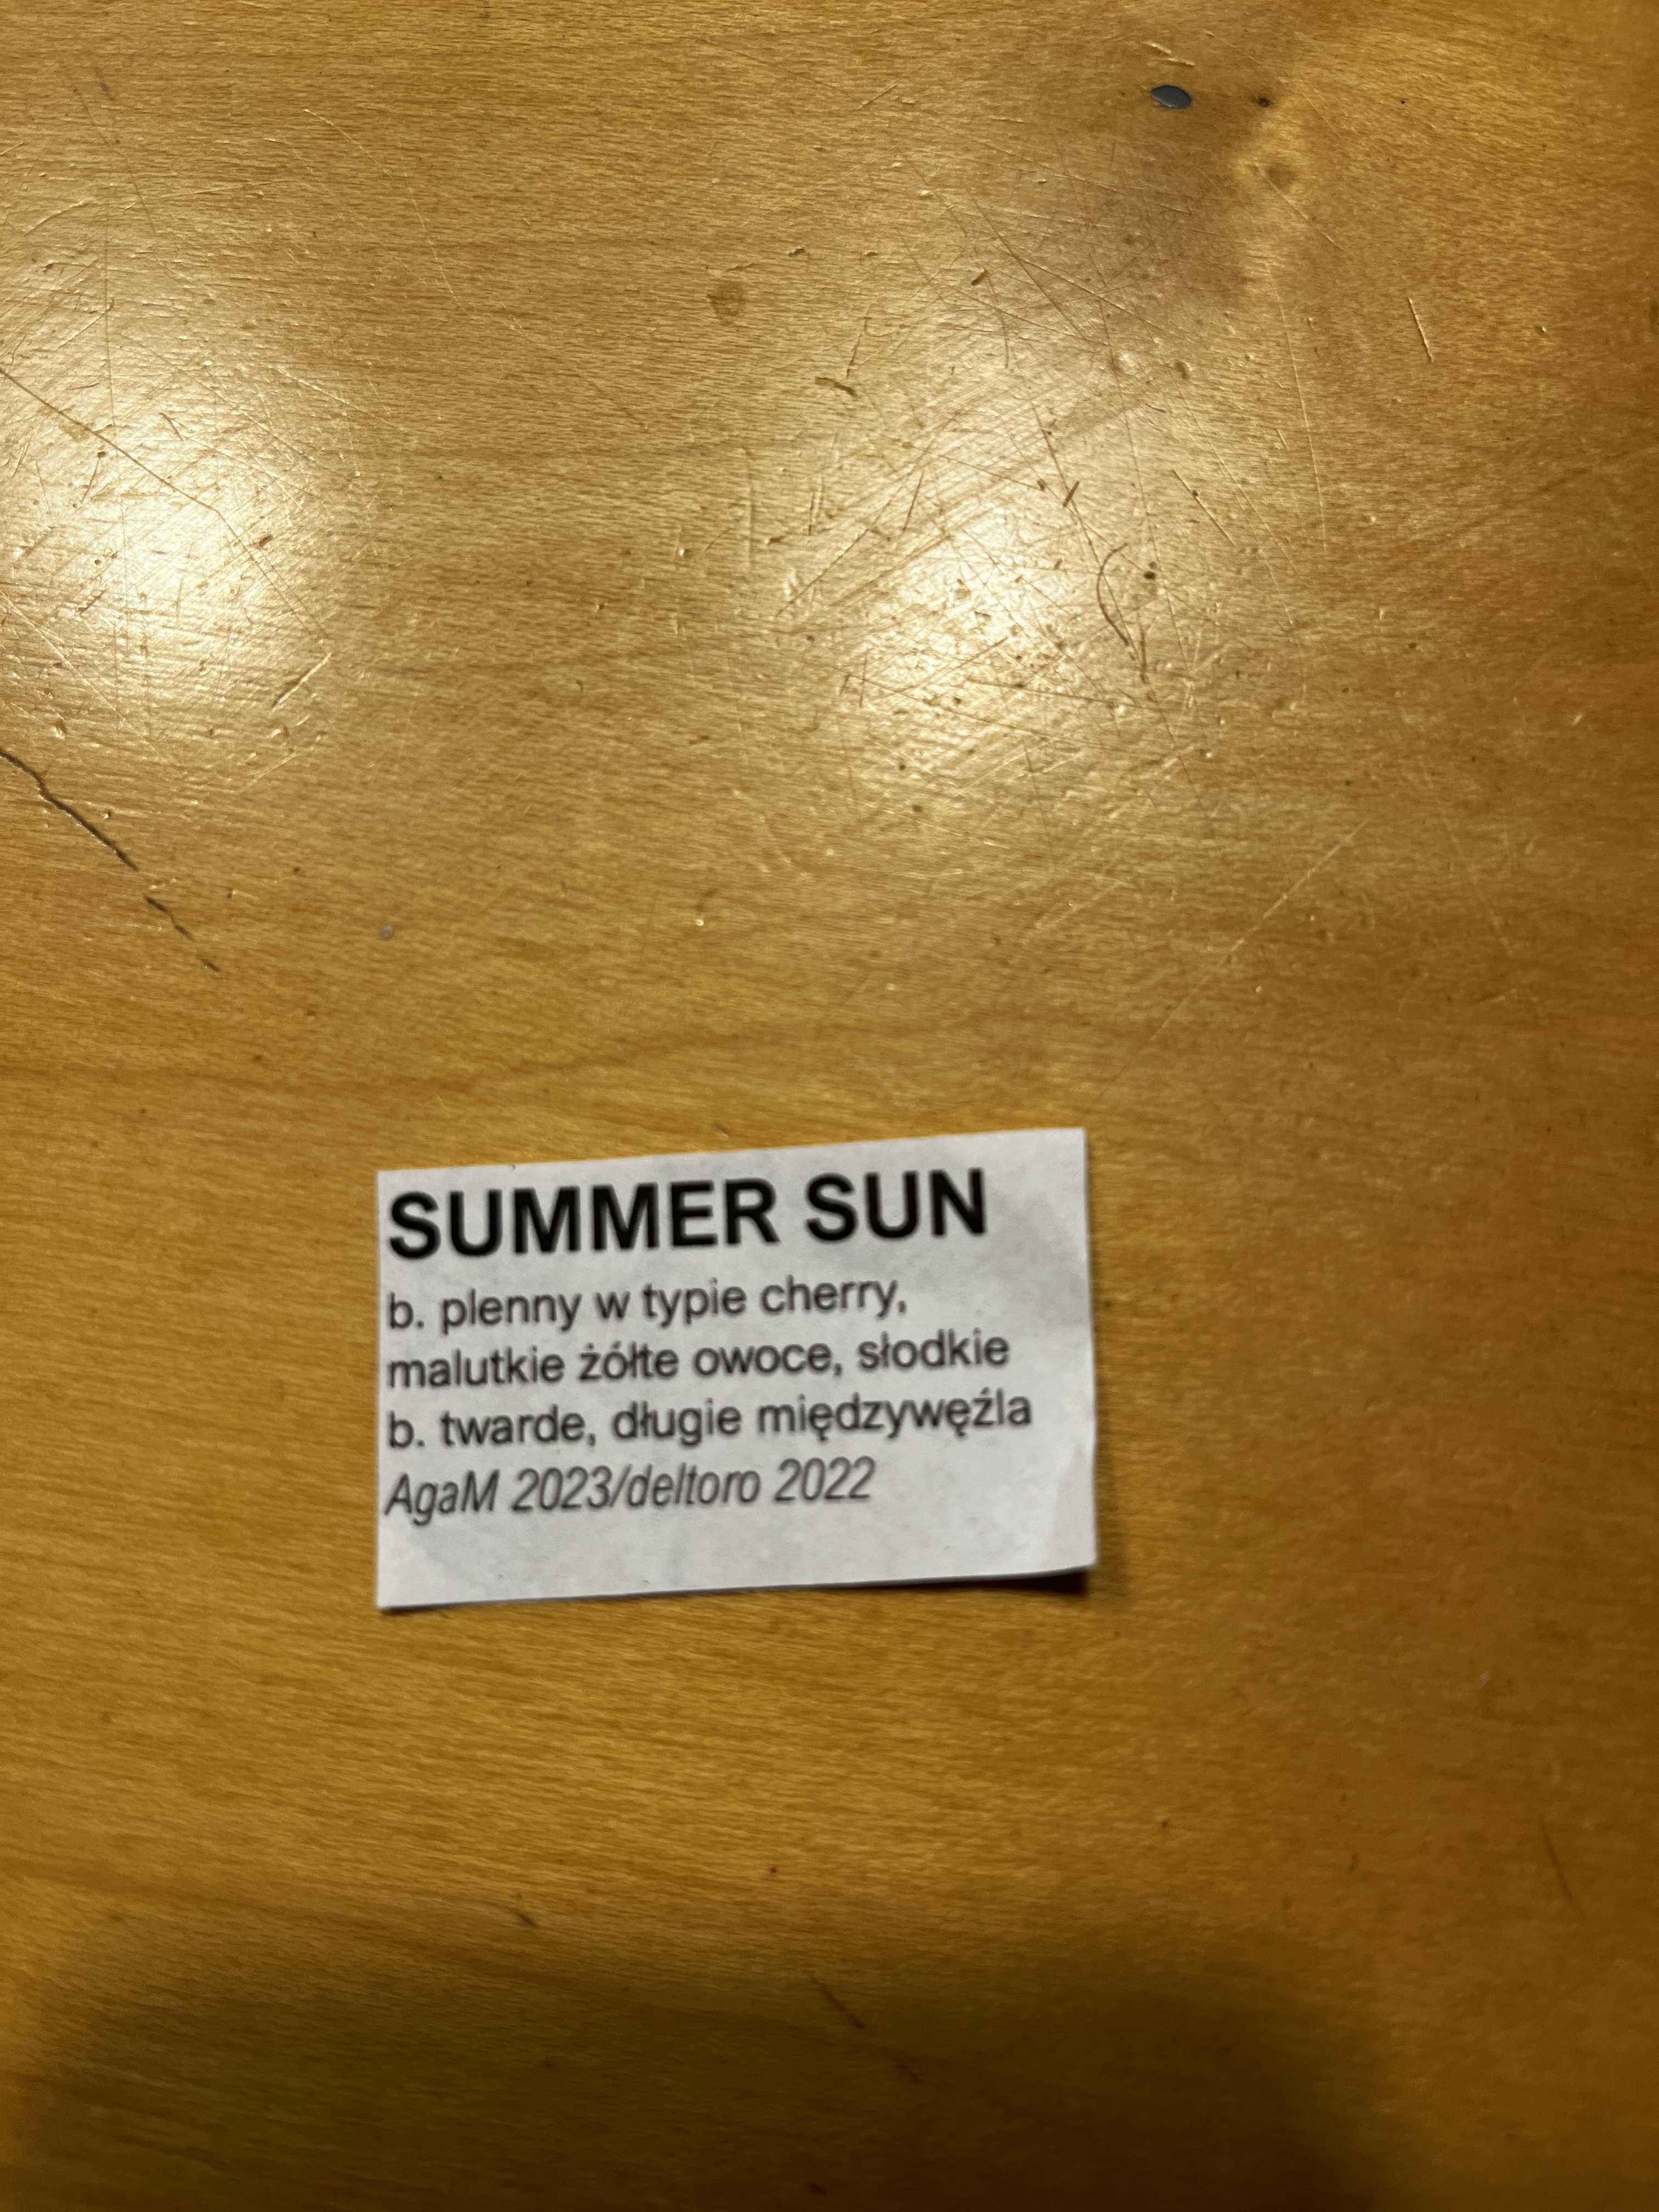 SUMMER SUN
b. plenny w typie cherry,
malutkie żółte owoce, słodkie
b. twarde, długie międzywęźla
AgaM 2023/deltoro 2022